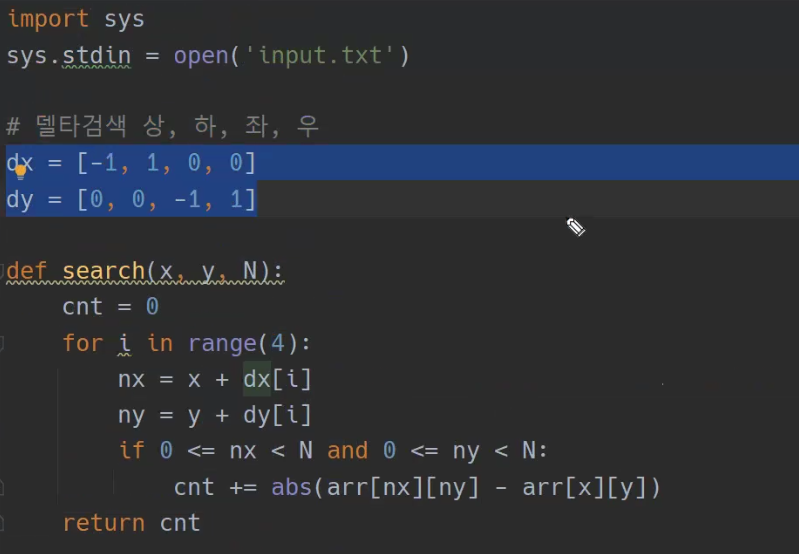 import sys
sys.stdin = open('input.txt')
# 델타검색 상, 하, 좌, 우
dx = [-1, 1, 0, 0]
dy = [0, 0, -1, 1]
def search(x, y, N):
    cnt = 0
    for i in range(4):
        nx = x + dx[i]
        ny = y + dy[i]
        if 0 <= nx < N and 0 <= ny < N:
            cnt += abs(arr[nx][ny] - arr[x][y])
    return cnt